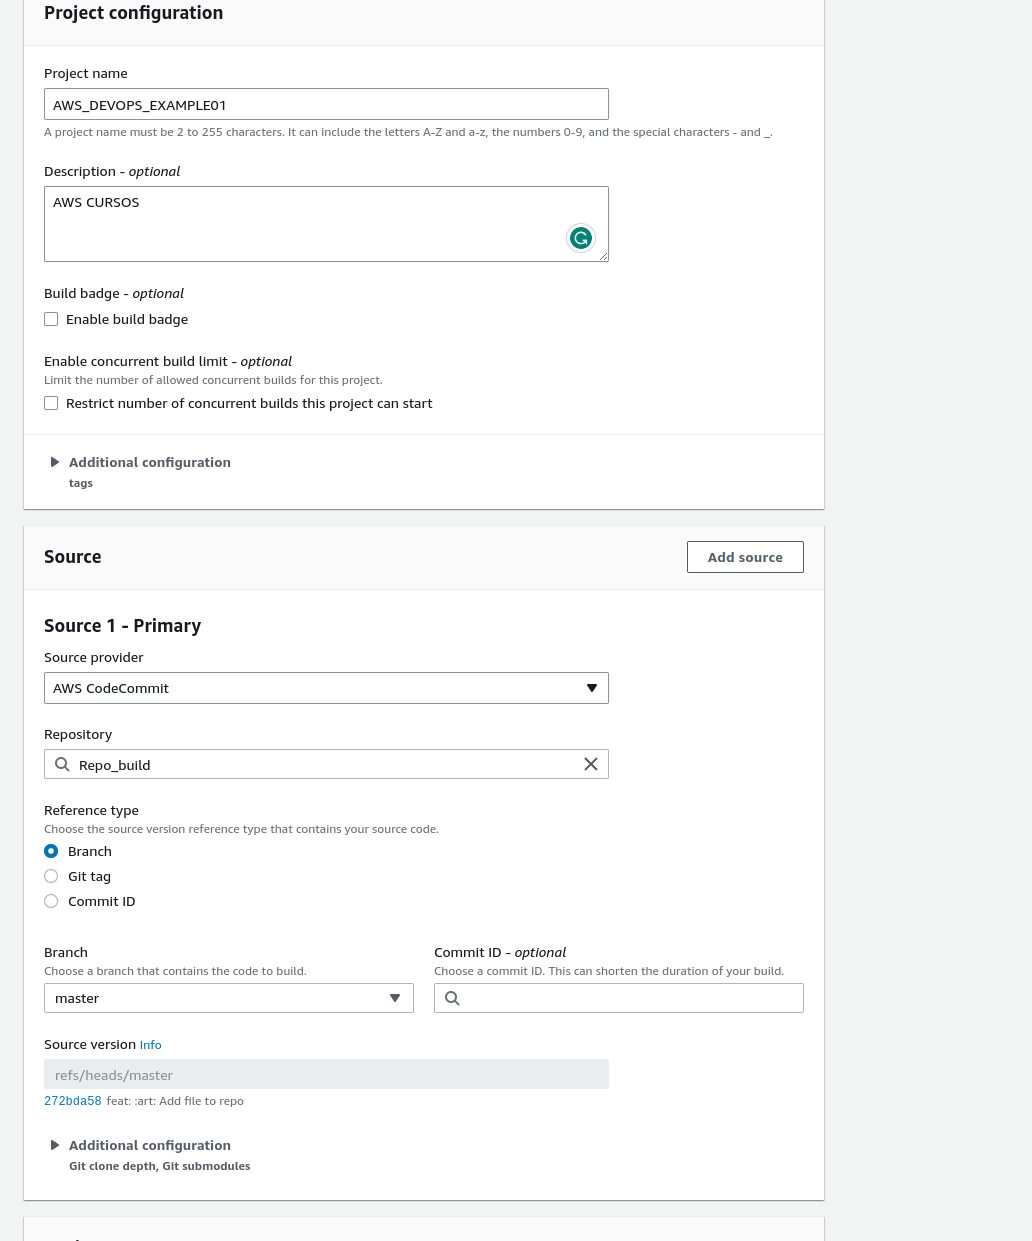 Project configuration
Project name
AWS_DEVOPS_EXAMPLE01
A project name must be 2 to 255 characters. It can include the letters A-Z and a-z, the numbers 0-9, and the special characters - and _.
Description - optional
AWS CURSOS
Build badge - optional
Enable build badge
Enable concurrent build limit - optional
Limit the number of allowed concurrent builds for this project.
Restrict number of concurrent builds this project can start
Additional configuration
tags
Source
Add source
Source 1 - Primary
Source provider
AWS CodeCommit
Repository
Repo_build
Reference type
Choose the source version reference type that contains your source code.
Branch
Git tag
Commit ID
Branch
Choose a branch that contains the code to build.
master
Commit ID - optional
Choose a commit ID. This can shorten the duration of your build.
Source version Info
refs/heads/master
272bda58 feat: :art: Add file to repo
Additional configuration
Git clone depth, Git submodules